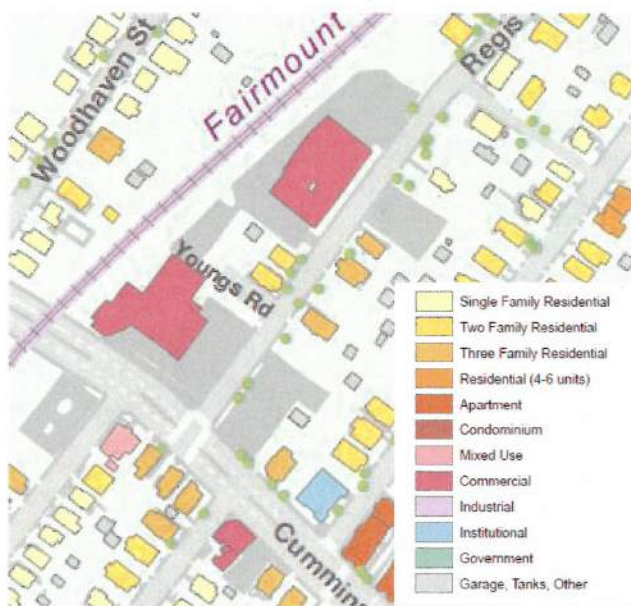 Woodhaven St
Fairmount
Regis
Youngs Rd
Cummin
Single Family Residential
Two Family Residential
Three Family Residential
Residential (4-6 units)
Apartment
Condominium
Mixed Use
Commercial
Industrial
Institutional
Government
Garage, Tanks, Other